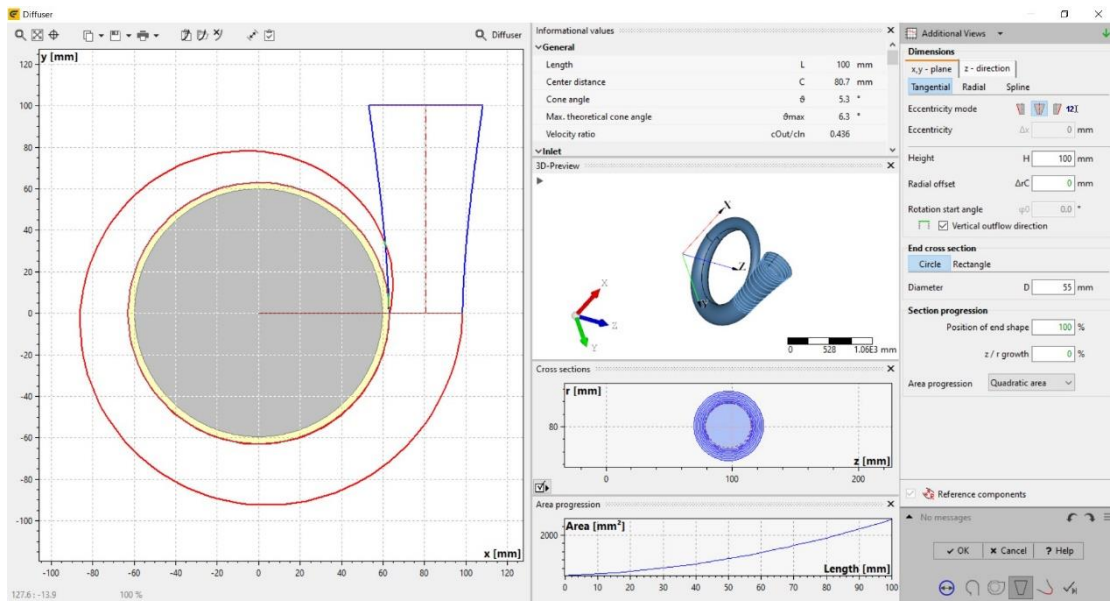 Diffuser
Diffuser
y [mm]
120
100
80
60
40
20
0
-20
-40
-60
-80
-100
x [mm]
-100 -80 -60 -40 -20 0 20 40 60 80 100 120
127.6 : -13.9 100 %
Informational values
General
Length L 100 mm
Center distance C 80.7 mm
Cone angle ϑ 5.3 °
Max. theoretical cone angle ϑmax 6.3 °
Velocity ratio cOut/cIn 0.436
Inlet
3D-Preview
X
Z
Y
X
Z
Y
0 528 1.06E3 mm
Cross sections
r [mm]
80
z [mm]
0 200
Area progression
Area [mm²]
2000
Length [mm]
0 10 20 30 40 50 60 70 80 90 100
Additional Views
Dimensions
x,y - plane z - direction
Tangential Radial Spline
Eccentricity mode
Eccentricity Δx 0 mm
Height H 100 mm
Radial offset ΔrC 0 mm
Rotation start angle φ0 0.0 °
Vertical outflow direction
End cross section
Circle Rectangle
Diameter D 55 mm
Section progression
Position of end shape 100 %
z / r growth 0 %
Area progression Quadratic area
Reference components
No messages
OK Cancel ? Help